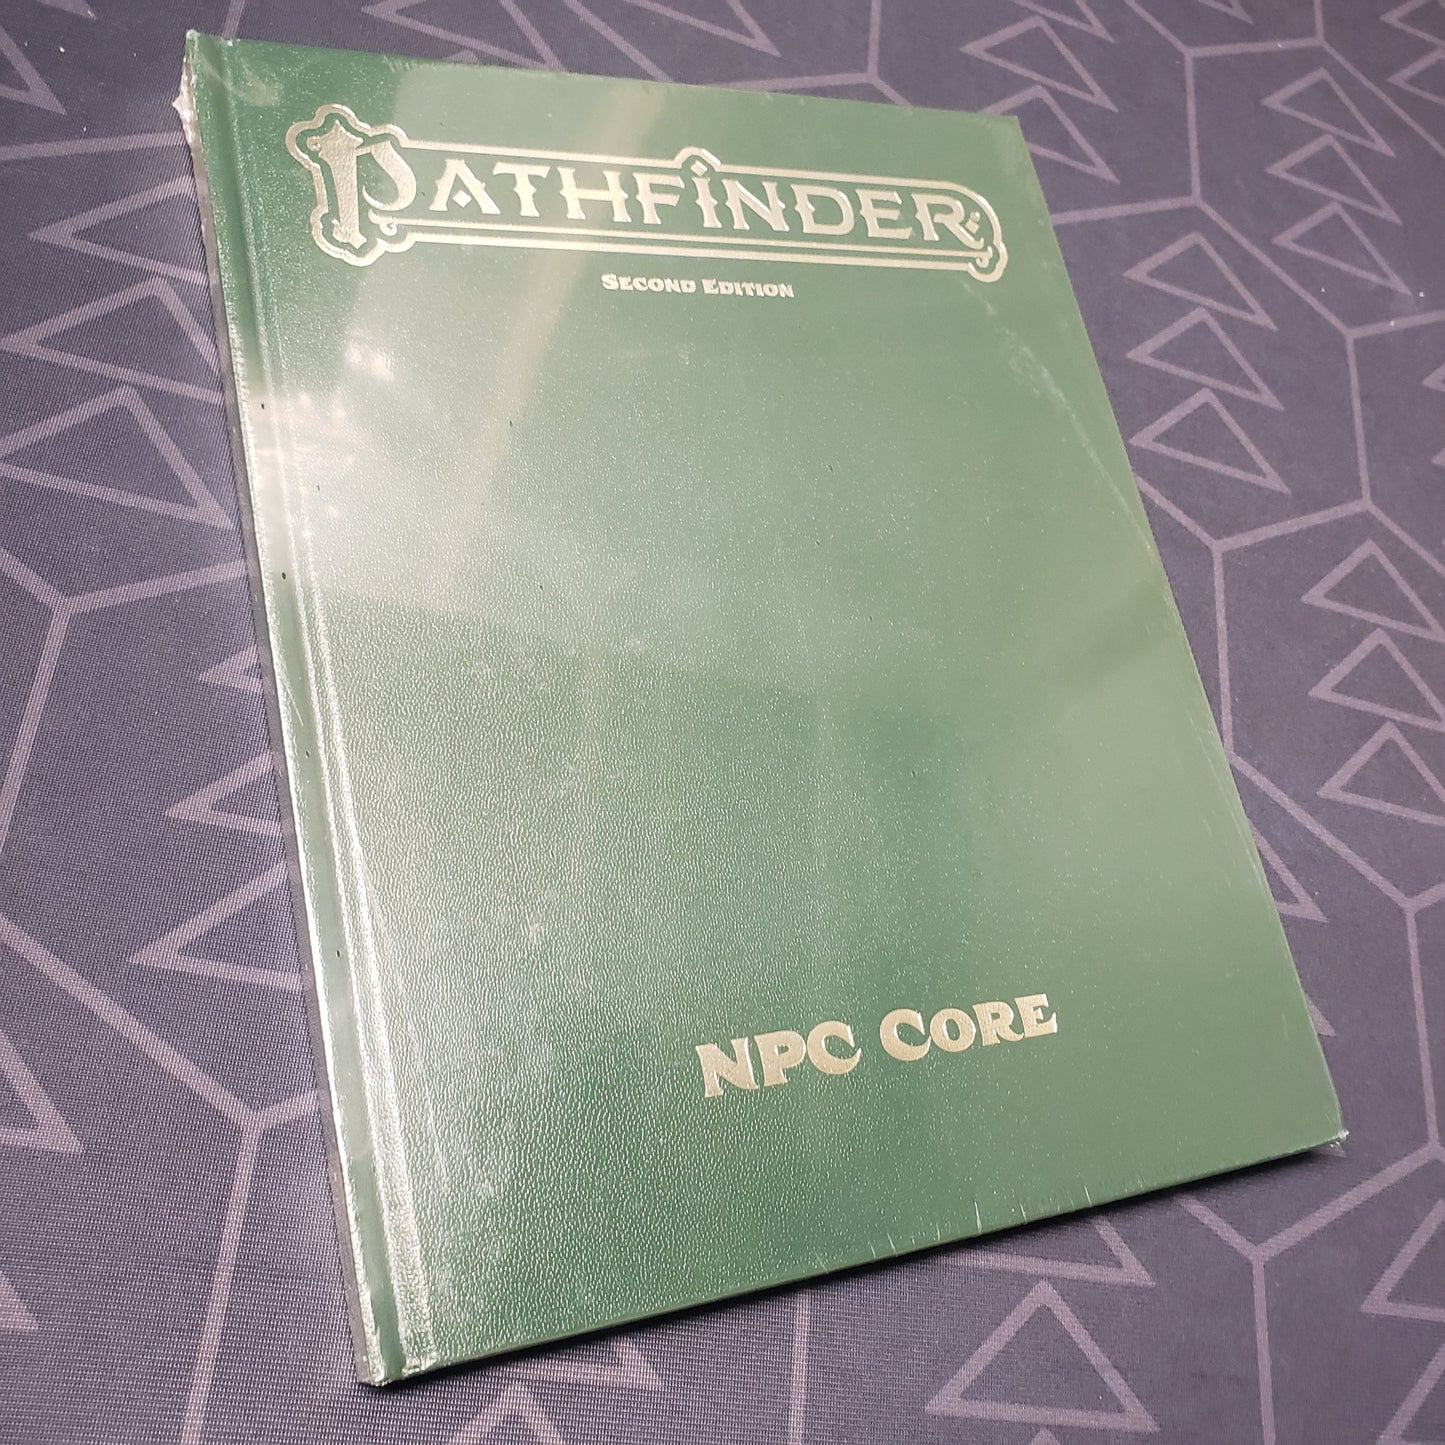 PATHFINDER
SECOND EDITION
NPC CORE